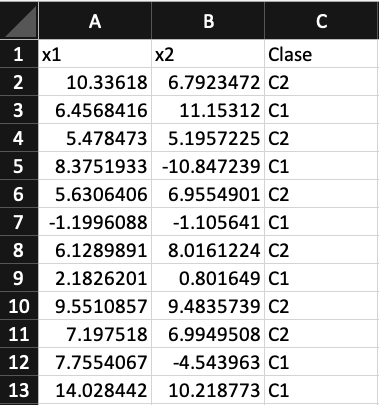 A B C
1 x1 x2 Clase
2 10.33618 6.7923472 C2
3 6.4568416 11.15312 C1
4 5.478473 5.1957225 C2
5 8.3751933 -10.847239 C1
6 5.6306406 6.9554901 C2
7 -1.1996088 -1.105641 C1
8 6.1289891 8.0161224 C2
9 2.1826201 0.801649 C1
10 9.5510857 9.4835739 C2
11 7.197518 6.9949508 C2
12 7.7554067 -4.543963 C1
13 14.028442 10.218773 C1